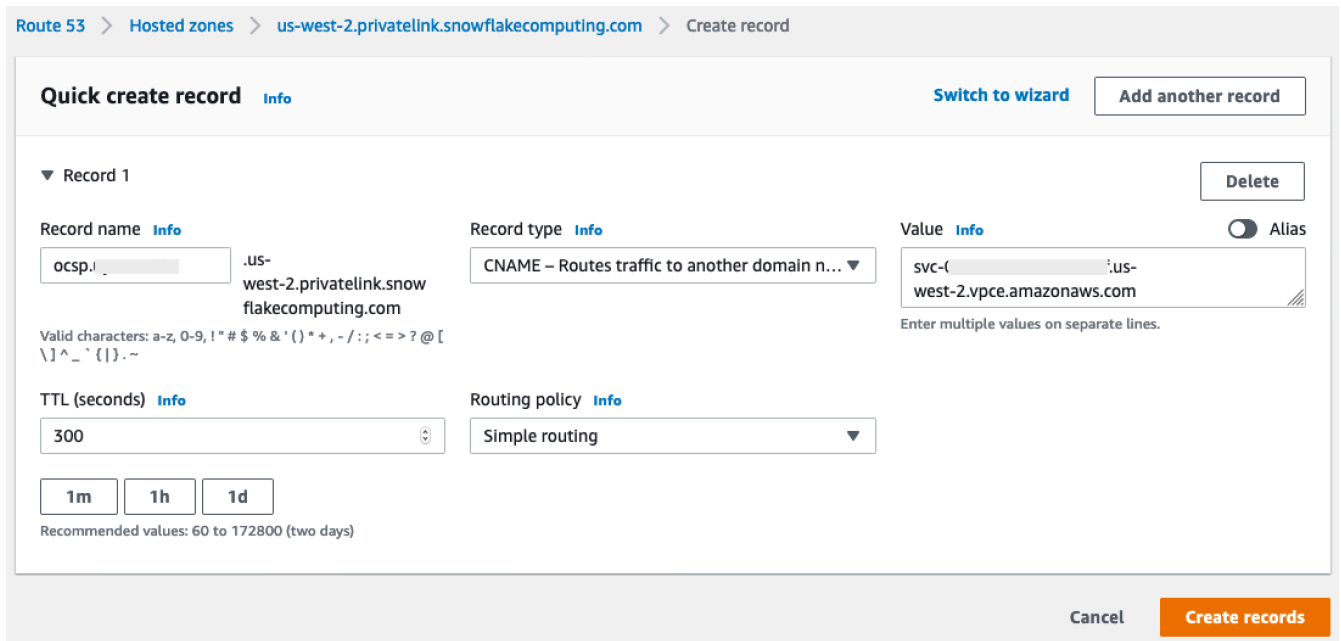 Route 53 > Hosted zones > us-west-2.privatelink.snowflakecomputing.com > Create record
Quick create record Info
Switch to wizard
Add another record
▼ Record 1
Delete
Record name Info
ocsp.
.us-
west-2.privatelink.snow
flakecomputing.com
Valid characters: a-z, 0-9, ! " # $ % & ' ( ) * + , - / : ; < = > ? @ [
\ ] ^ _ ` { | } . ~
Record type Info
CNAME – Routes traffic to another domain n...
Value Info
Alias
svc-
.us-
west-2.vpce.amazonaws.com
Enter multiple values on separate lines.
TTL (seconds) Info
300
1m
1h
1d
Recommended values: 60 to 172800 (two days)
Routing policy Info
Simple routing
Cancel
Create records